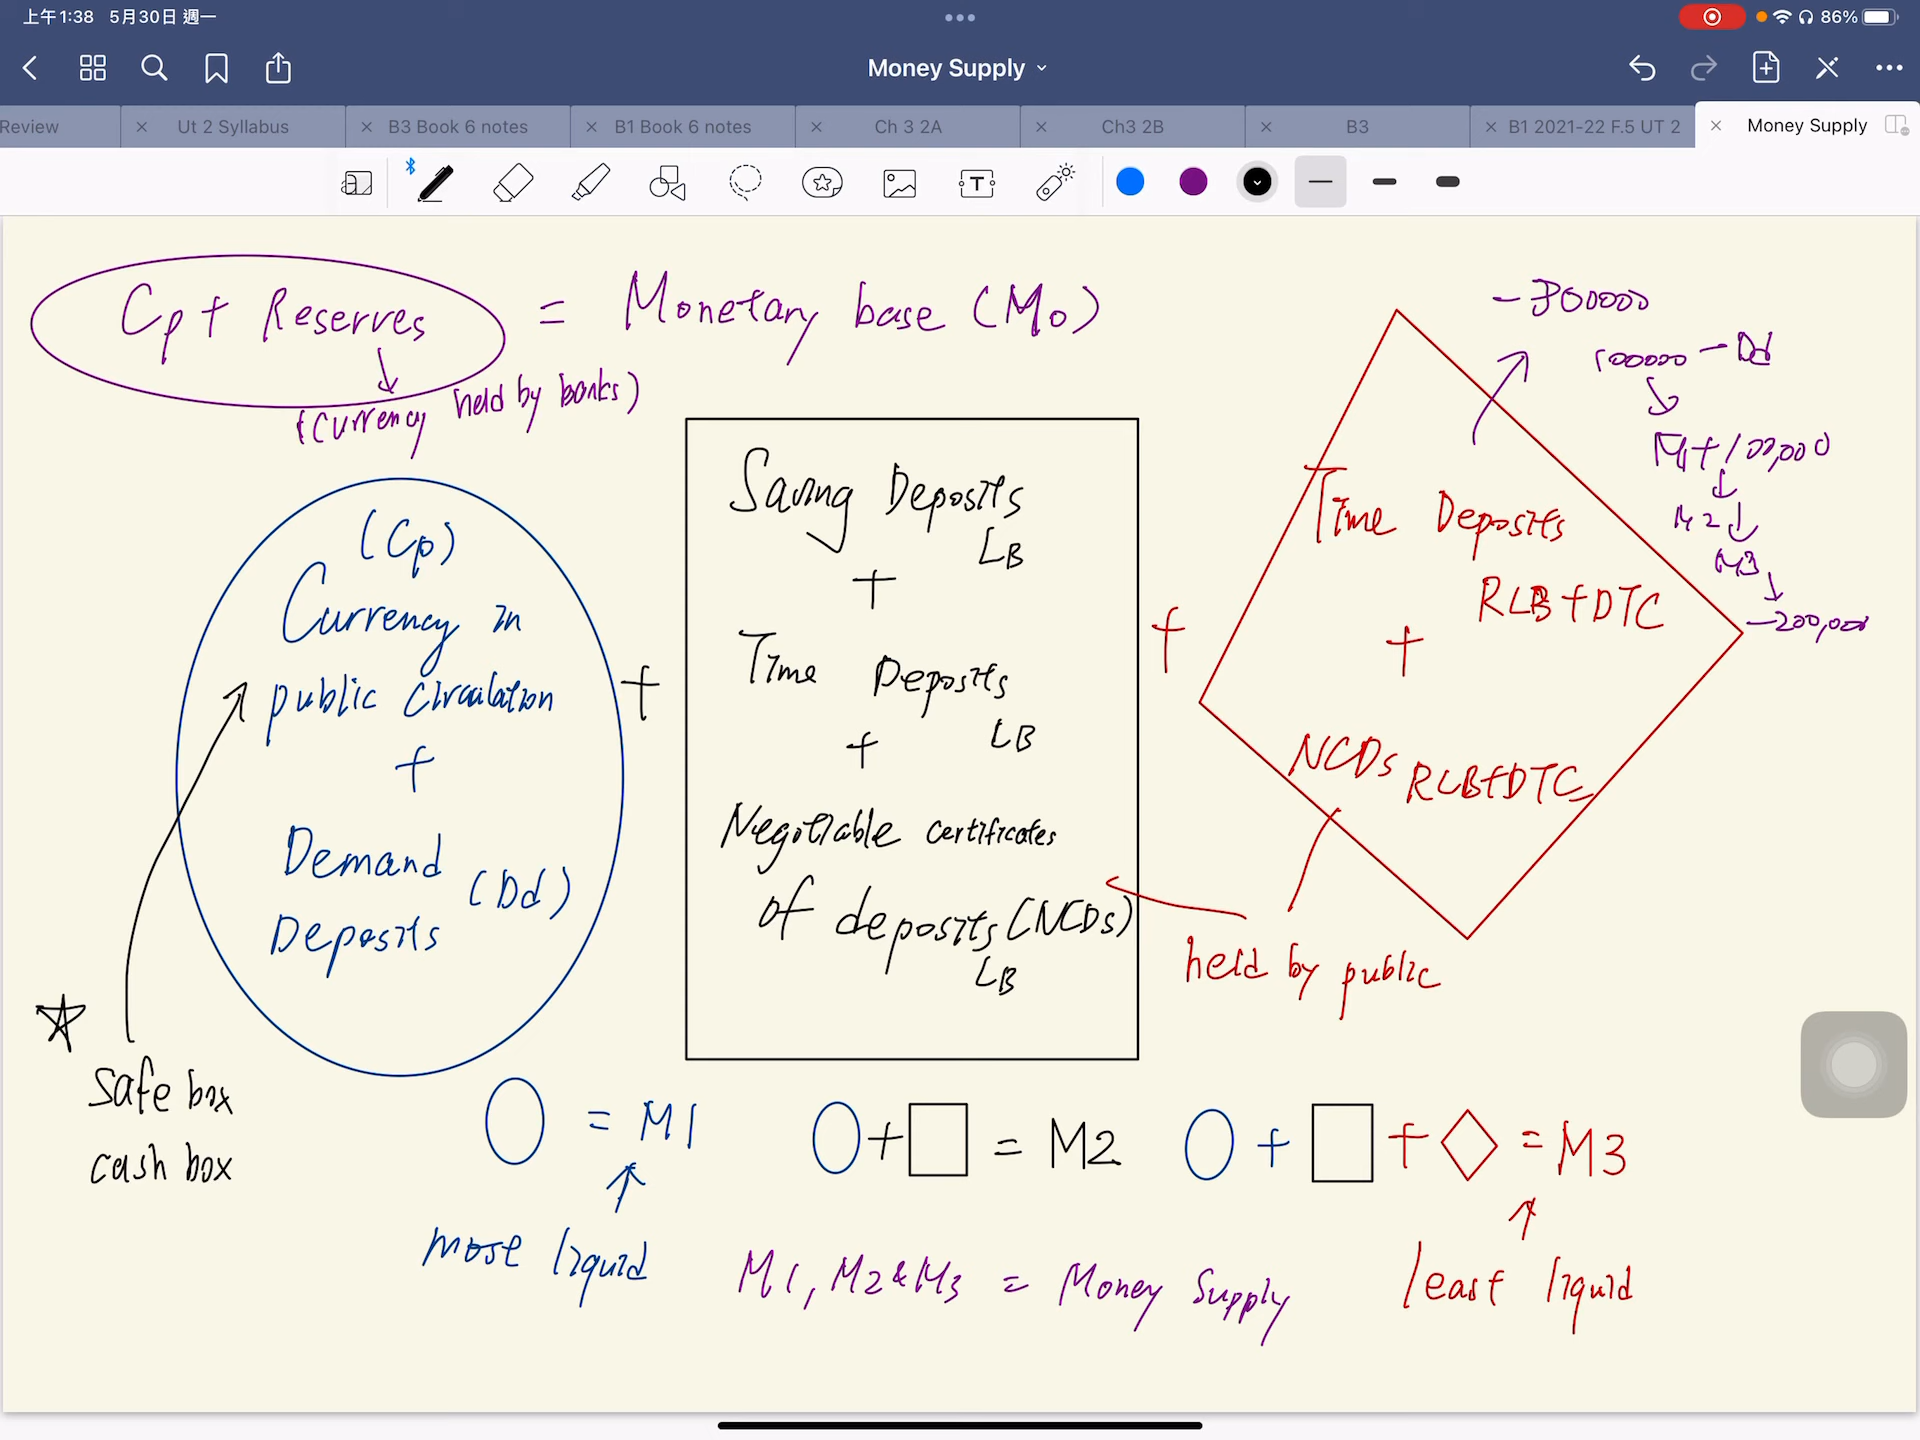 上午1:38 5月30日 週一
86%
Money Supply
Review
Ut 2 Syllabus
B3 Book 6 notes
B1 Book 6 notes
Ch 3 2A
Ch3 2B
B3
B1 2021-22 F.5 UT 2
Money Supply
Cp + Reserves = Monetary base (M0)
(Currency held by banks)
(Cp)
Currency in
public circulation
+
Demand
Deposits (Dd)
+
Saving Deposits
LB
+
Time Deposits
LB
+
Negotiable certificates
of deposits (NCDs)
LB
+
Time Deposits
RLB+DTC
+
NCDs RLB+DTC
held by public
-300000
100000 - Dd
M1 + 100,000
M2
M3
-200,000
Safe box
cash box
= M1
most liquid
+ = M2
+ + = M3
least liquid
M1, M2 & M3 = Money Supply